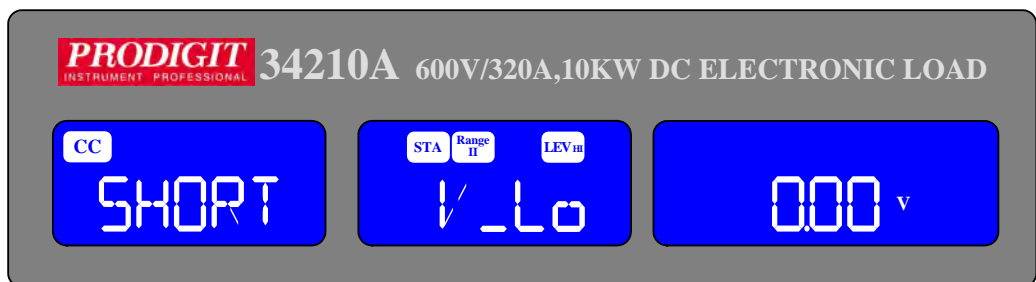 PRODIGIT
INSTRUMENT PROFESSIONAL
34210A 600V/320A,10KW DC ELECTRONIC LOAD
CC
SHORT
STA Range II LEV HI
V_Lo
0.00 V